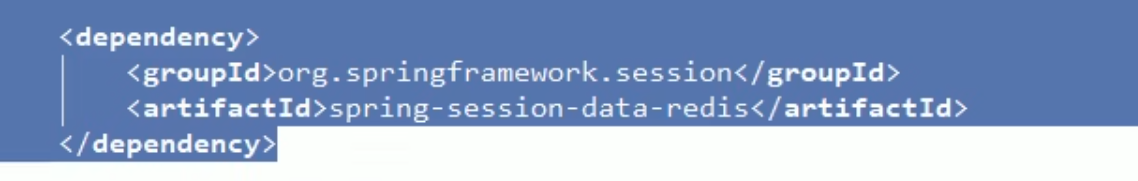 <dependency>
    <groupId>org.springframework.session</groupId>
    <artifactId>spring-session-data-redis</artifactId>
</dependency>